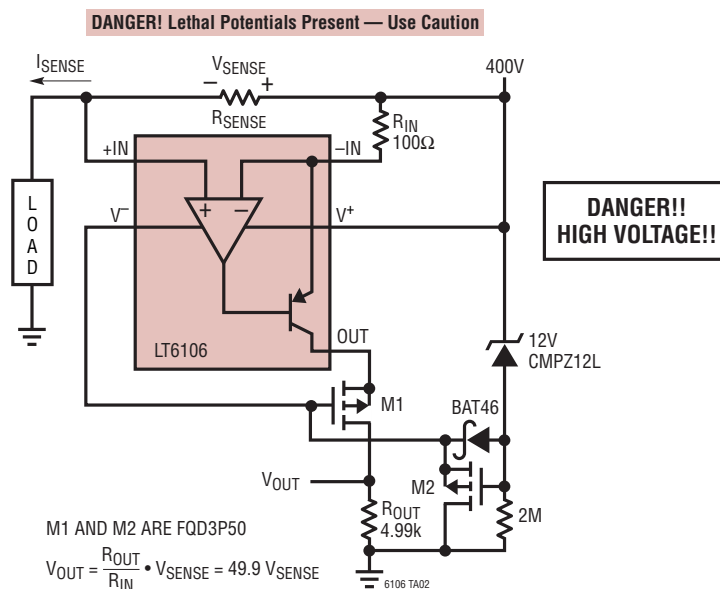 DANGER! Lethal Potentials Present — Use Caution
ISENSE
– VSENSE +
RSENSE
400V
RIN
100Ω
+IN
–IN
LOAD
V–
+
–
V+
DANGER!!
HIGH VOLTAGE!!
OUT
LT6106
12V
CMPZ12L
M1
BAT46
VOUT
M2
ROUT
4.99k
2M
M1 AND M2 ARE FQD3P50
VOUT = ROUT/RIN • VSENSE = 49.9 VSENSE
6106 TA02